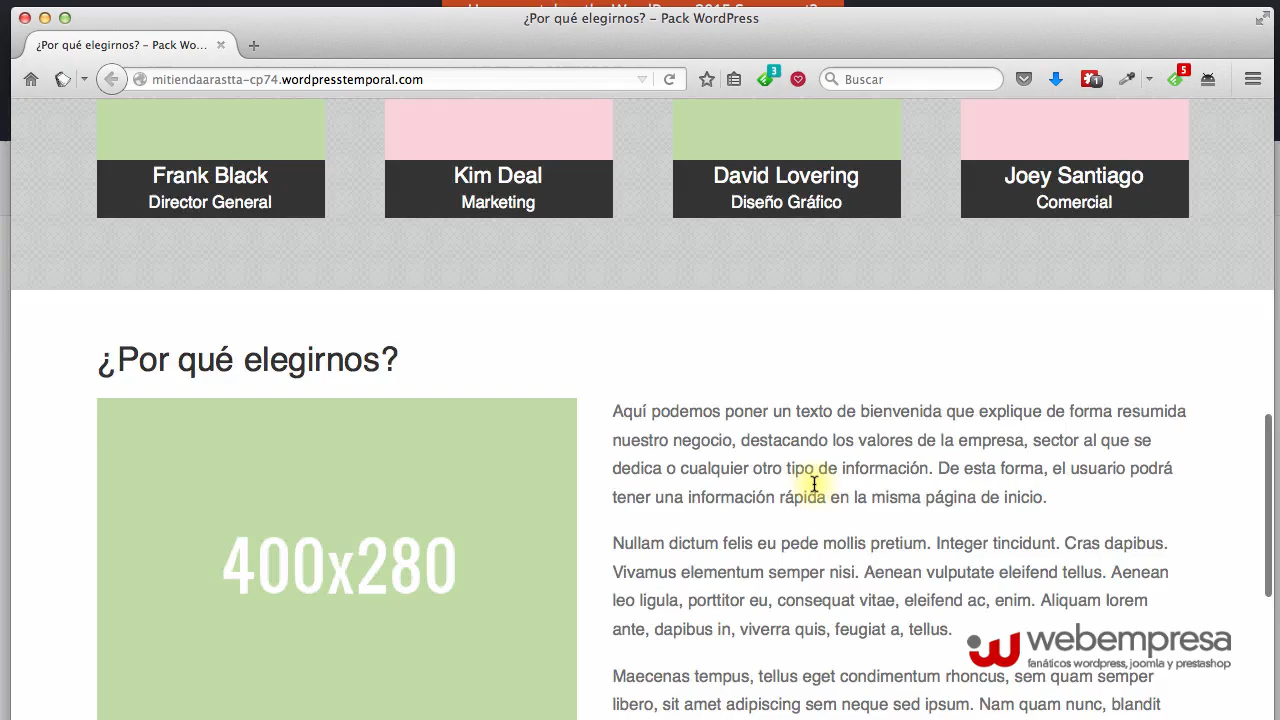 ¿Por qué elegirnos? – Pack WordPress
¿Por qué elegirnos? – Pack Wo...
mitiendaarastta-cp74.wordpresstemporal.com
3
Buscar
1
5
Frank Black
Director General
Kim Deal
Marketing
David Lovering
Diseño Gráfico
Joey Santiago
Comercial
¿Por qué elegirnos?
400x280
Aquí podemos poner un texto de bienvenida que explique de forma resumida
nuestro negocio, destacando los valores de la empresa, sector al que se
dedica o cualquier otro tipo de información. De esta forma, el usuario podrá
tener una información rápida en la misma página de inicio.
Nullam dictum felis eu pede mollis pretium. Integer tincidunt. Cras dapibus.
Vivamus elementum semper nisi. Aenean vulputate eleifend tellus. Aenean
leo ligula, porttitor eu, consequat vitae, eleifend ac, enim. Aliquam lorem
ante, dapibus in, viverra quis, feugiat a, tellus.
Maecenas tempus, tellus eget condimentum rhoncus, sem quam semper
libero, sit amet adipiscing sem neque sed ipsum. Nam quam nunc, blandit
webempresa
fanáticos wordpress, joomla y prestashop